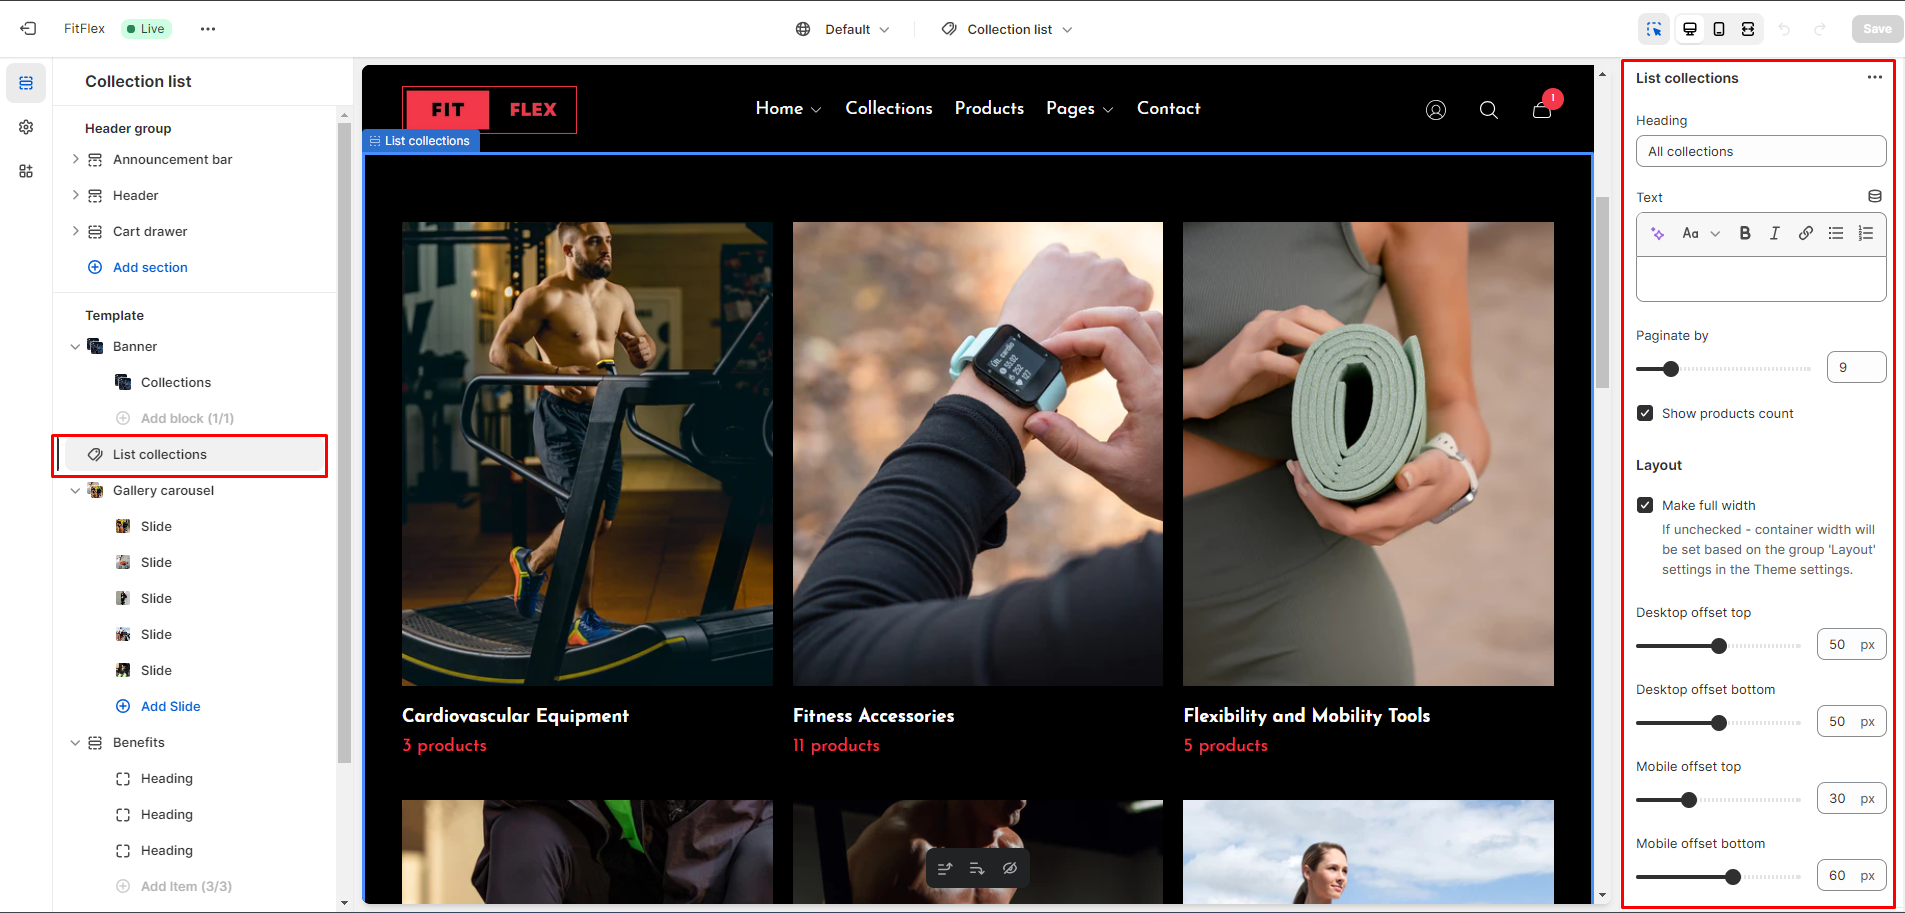 FitFlex
Live
Default
Collection list
Save
Collection list
Header group
Announcement bar
Header
Cart drawer
Add section
Template
Banner
Collections
Add block (1/1)
List collections
Gallery carousel
Slide
Slide
Slide
Slide
Slide
Add Slide
Benefits
Heading
Heading
Heading
Add Item (3/3)
FIT FLEX
Home
Collections
Products
Pages
Contact
1
List collections
Cardiovascular Equipment
3 products
Fitness Accessories
11 products
Flexibility and Mobility Tools
5 products
List collections
Heading
All collections
Text
Aa
B
I
Paginate by
9
Show products count
Layout
Make full width
If unchecked - container width will
be set based on the group 'Layout'
settings in the Theme settings.
Desktop offset top
50 px
Desktop offset bottom
50 px
Mobile offset top
30 px
Mobile offset bottom
60 px